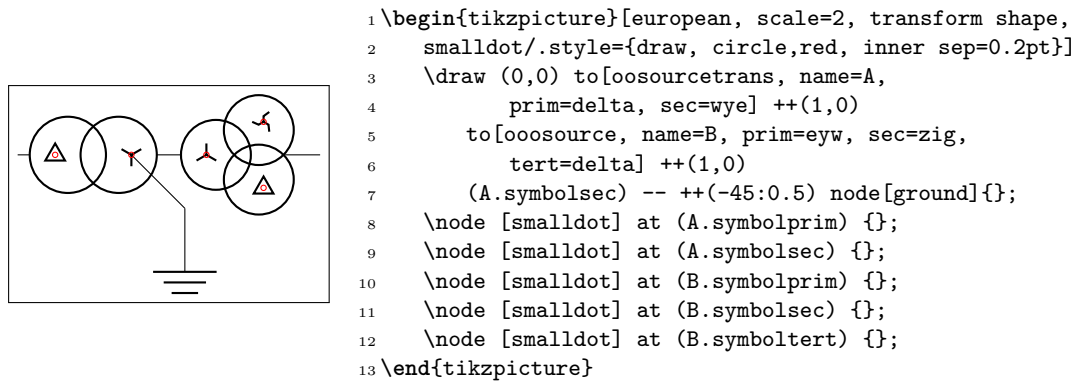 1 \begin{tikzpicture}[european, scale=2, transform shape,
2     smalldot/.style={draw, circle,red, inner sep=0.2pt}]
3     \draw (0,0) to[oosourcetrans, name=A,
4             prim=delta, sec=wye] ++(1,0)
5         to[ooosource, name=B, prim=eyw, sec=zig,
6             tert=delta] ++(1,0)
7         (A.symbolsec) -- ++(-45:0.5) node[ground]{};
8     \node [smalldot] at (A.symbolprim) {};
9     \node [smalldot] at (A.symbolsec) {};
10     \node [smalldot] at (B.symbolprim) {};
11     \node [smalldot] at (B.symbolsec) {};
12     \node [smalldot] at (B.symboltert) {};
13 \end{tikzpicture}